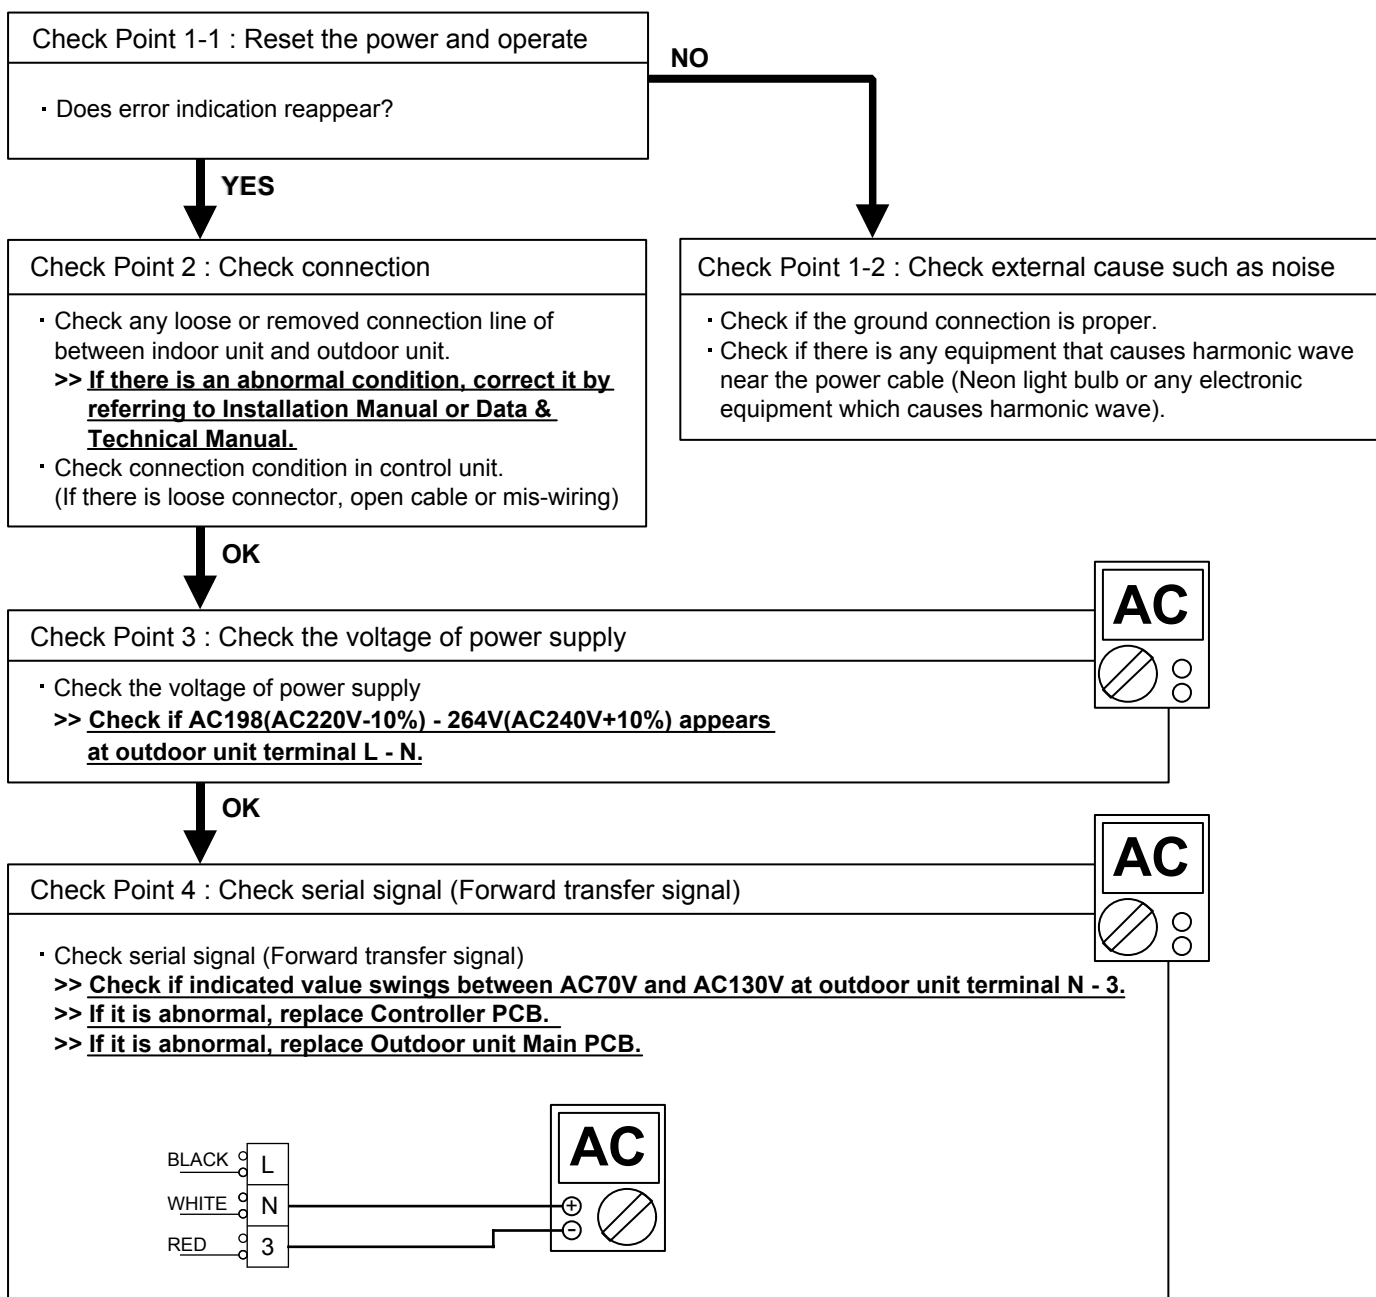 Check Point 1-1 : Reset the power and operate
・Does error indication reappear?
NO
YES
Check Point 2 : Check connection
・Check any loose or removed connection line of
between indoor unit and outdoor unit.
>> If there is an abnormal condition, correct it by
referring to Installation Manual or Data &
Technical Manual.
・Check connection condition in control unit.
(If there is loose connector, open cable or mis-wiring)
Check Point 1-2 : Check external cause such as noise
・Check if the ground connection is proper.
・Check if there is any equipment that causes harmonic wave
near the power cable (Neon light bulb or any electronic
equipment which causes harmonic wave).
OK
Check Point 3 : Check the voltage of power supply
AC
・Check the voltage of power supply
>> Check if AC198(AC220V-10%) - 264V(AC240V+10%) appears
at outdoor unit terminal L - N.
OK
Check Point 4 : Check serial signal (Forward transfer signal)
AC
・Check serial signal (Forward transfer signal)
>> Check if indicated value swings between AC70V and AC130V at outdoor unit terminal N - 3.
>> If it is abnormal, replace Controller PCB.
>> If it is abnormal, replace Outdoor unit Main PCB.
AC
BLACK L
WHITE N
+
-
RED 3